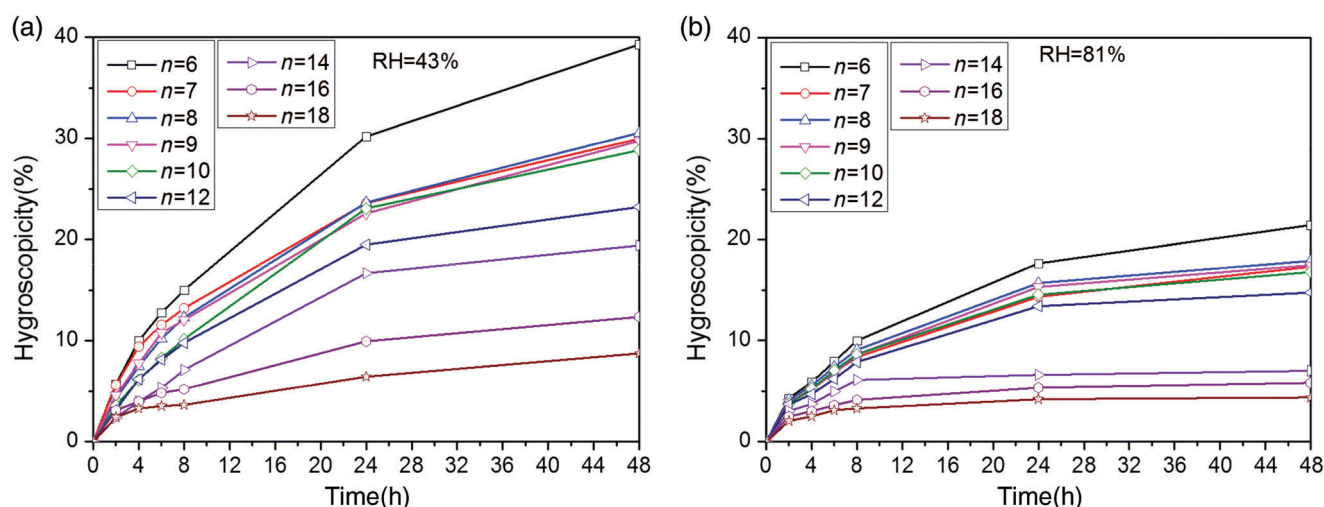 (a)
40
30
20
10
0
Hygroscopicity(%)
n=6
n=7
n=8
n=9
n=10
n=12
n=14
n=16
n=18
RH=43%
0 4 8 12 16 20 24 28 32 36 40 44 48
Time(h)
(b)
40
30
20
10
0
Hygroscopicity(%)
n=6
n=7
n=8
n=9
n=10
n=12
n=14
n=16
n=18
RH=81%
0 4 8 12 16 20 24 28 32 36 40 44 48
Time(h)